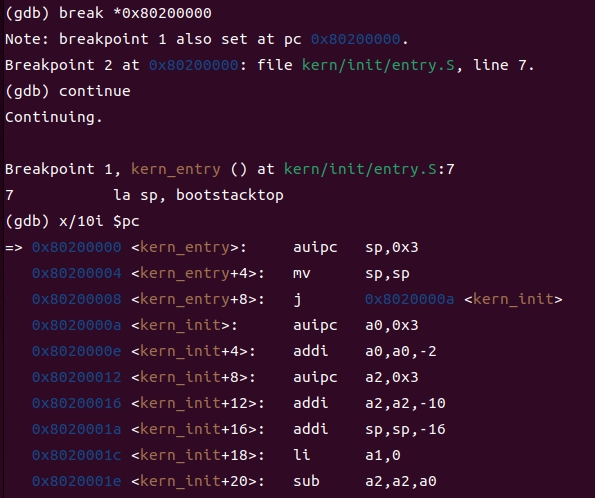 (gdb) break *0x80200000
Note: breakpoint 1 also set at pc 0x80200000.
Breakpoint 2 at 0x80200000: file kern/init/entry.S, line 7.
(gdb) continue
Continuing.
Breakpoint 1, kern_entry () at kern/init/entry.S:7
7 la sp, bootstacktop
(gdb) x/10i $pc
=> 0x80200000 <kern_entry>: auipc sp,0x3
0x80200004 <kern_entry+4>: mv sp,sp
0x80200008 <kern_entry+8>: j 0x8020000a <kern_init>
0x8020000a <kern_init>: auipc a0,0x3
0x8020000e <kern_init+4>: addi a0,a0,-2
0x80200012 <kern_init+8>: auipc a2,0x3
0x80200016 <kern_init+12>: addi a2,a2,-10
0x8020001a <kern_init+16>: addi sp,sp,-16
0x8020001c <kern_init+18>: li a1,0
0x8020001e <kern_init+20>: sub a2,a2,a0